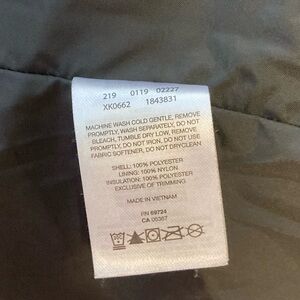 219 0119 02227
XK0662 1843831
MACHINE WASH COLD GENTLE, REMOVE
PROMPTLY, WASH SEPARATELY, DO NOT
BLEACH, TUMBLE DRY LOW, REMOVE
PROMPTLY, DO NOT IRON, DO NOT USE
FABRIC SOFTENER, DO NOT DRYCLEAN
SHELL: 100% POLYESTER
LINING: 100% NYLON
INSULATION: 100% POLYESTER
EXCLUSIVE OF TRIMMING
MADE IN VIETNAM
RN 69724
CA 05367